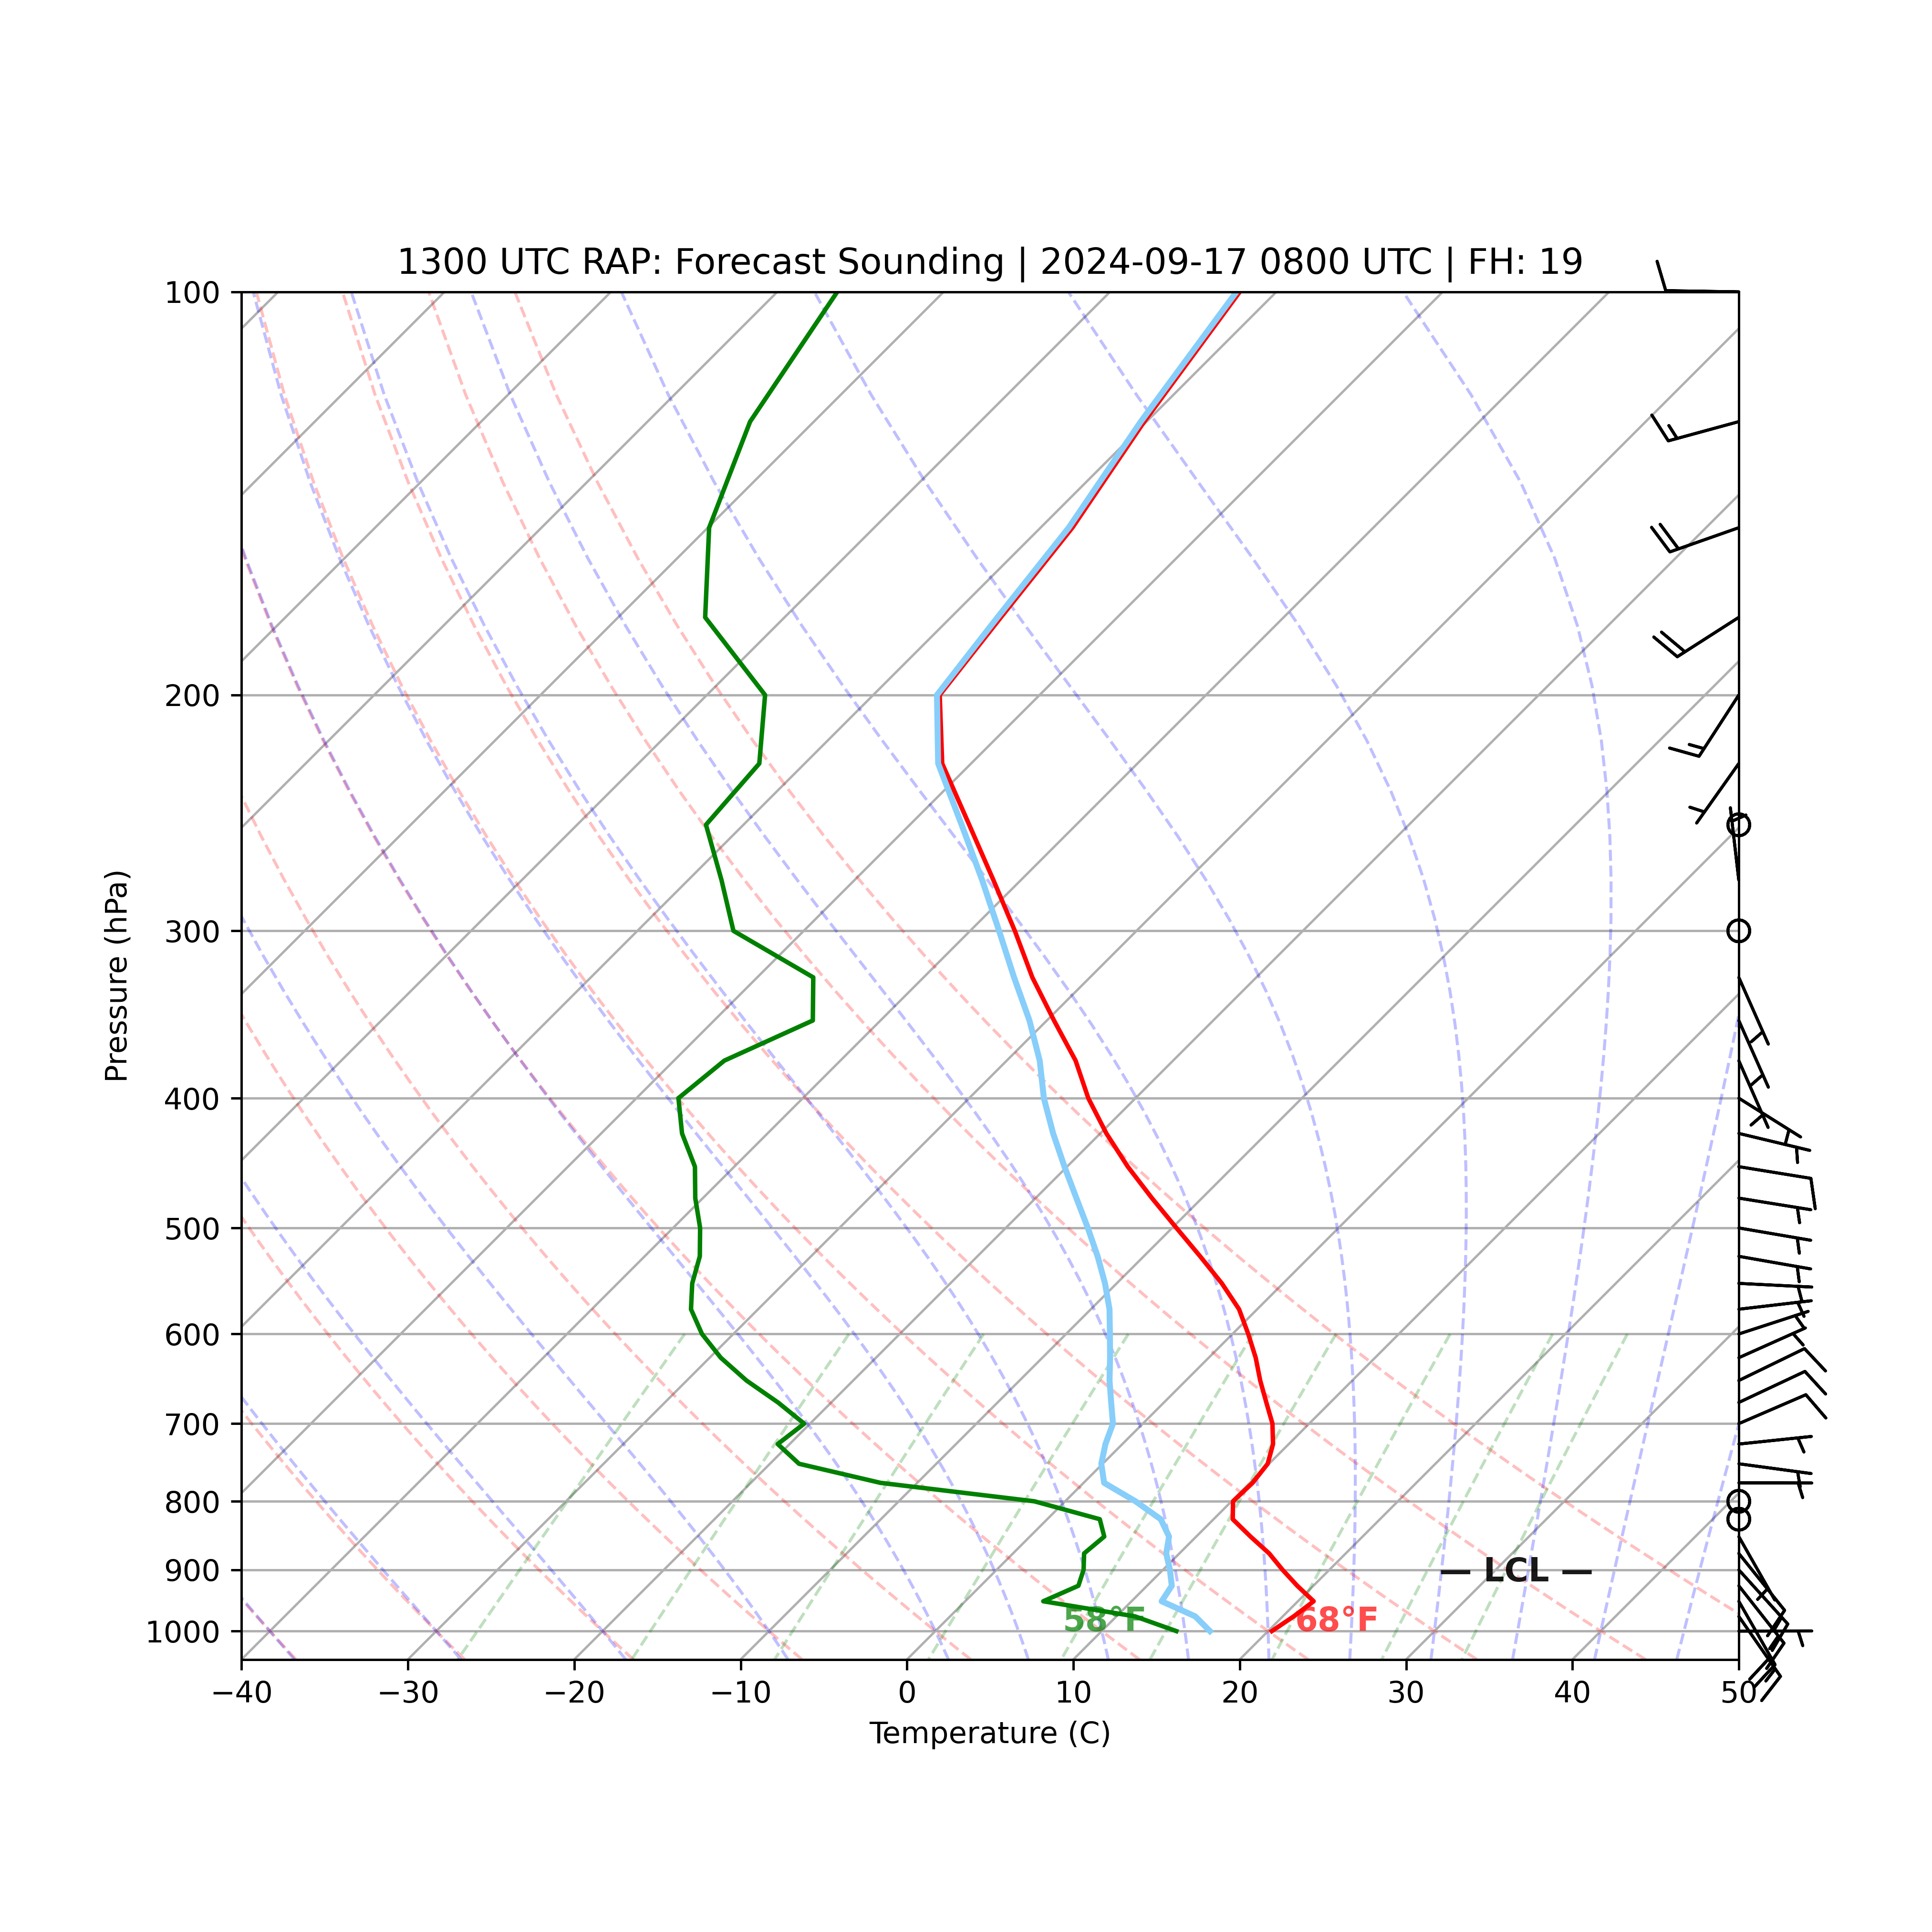 1300 UTC RAP: Forecast Sounding | 2024-09-17 0800 UTC | FH: 19
100
200
300
400
500
600
700
800
900
1000
Pressure (hPa)
— LCL —
58°F
68°F
−40 −30 −20 −10 0 10 20 30 40 50
Temperature (C)